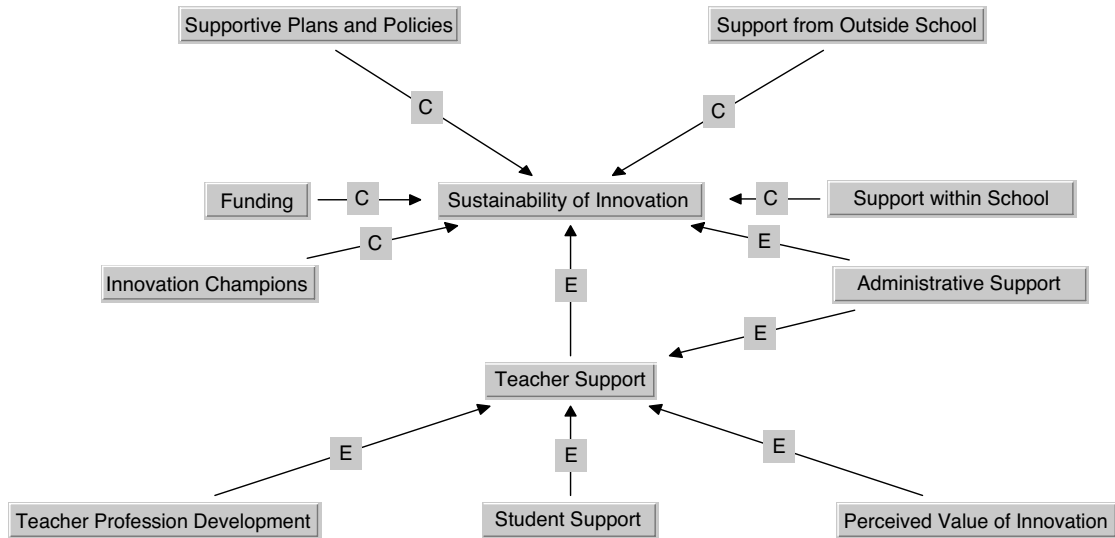 Supportive Plans and Policies
Support from Outside School
C
C
Funding
C
Sustainability of Innovation
C
Support within School
C
E
Innovation Champions
E
Administrative Support
E
Teacher Support
E
E
E
Teacher Profession Development
Student Support
Perceived Value of Innovation